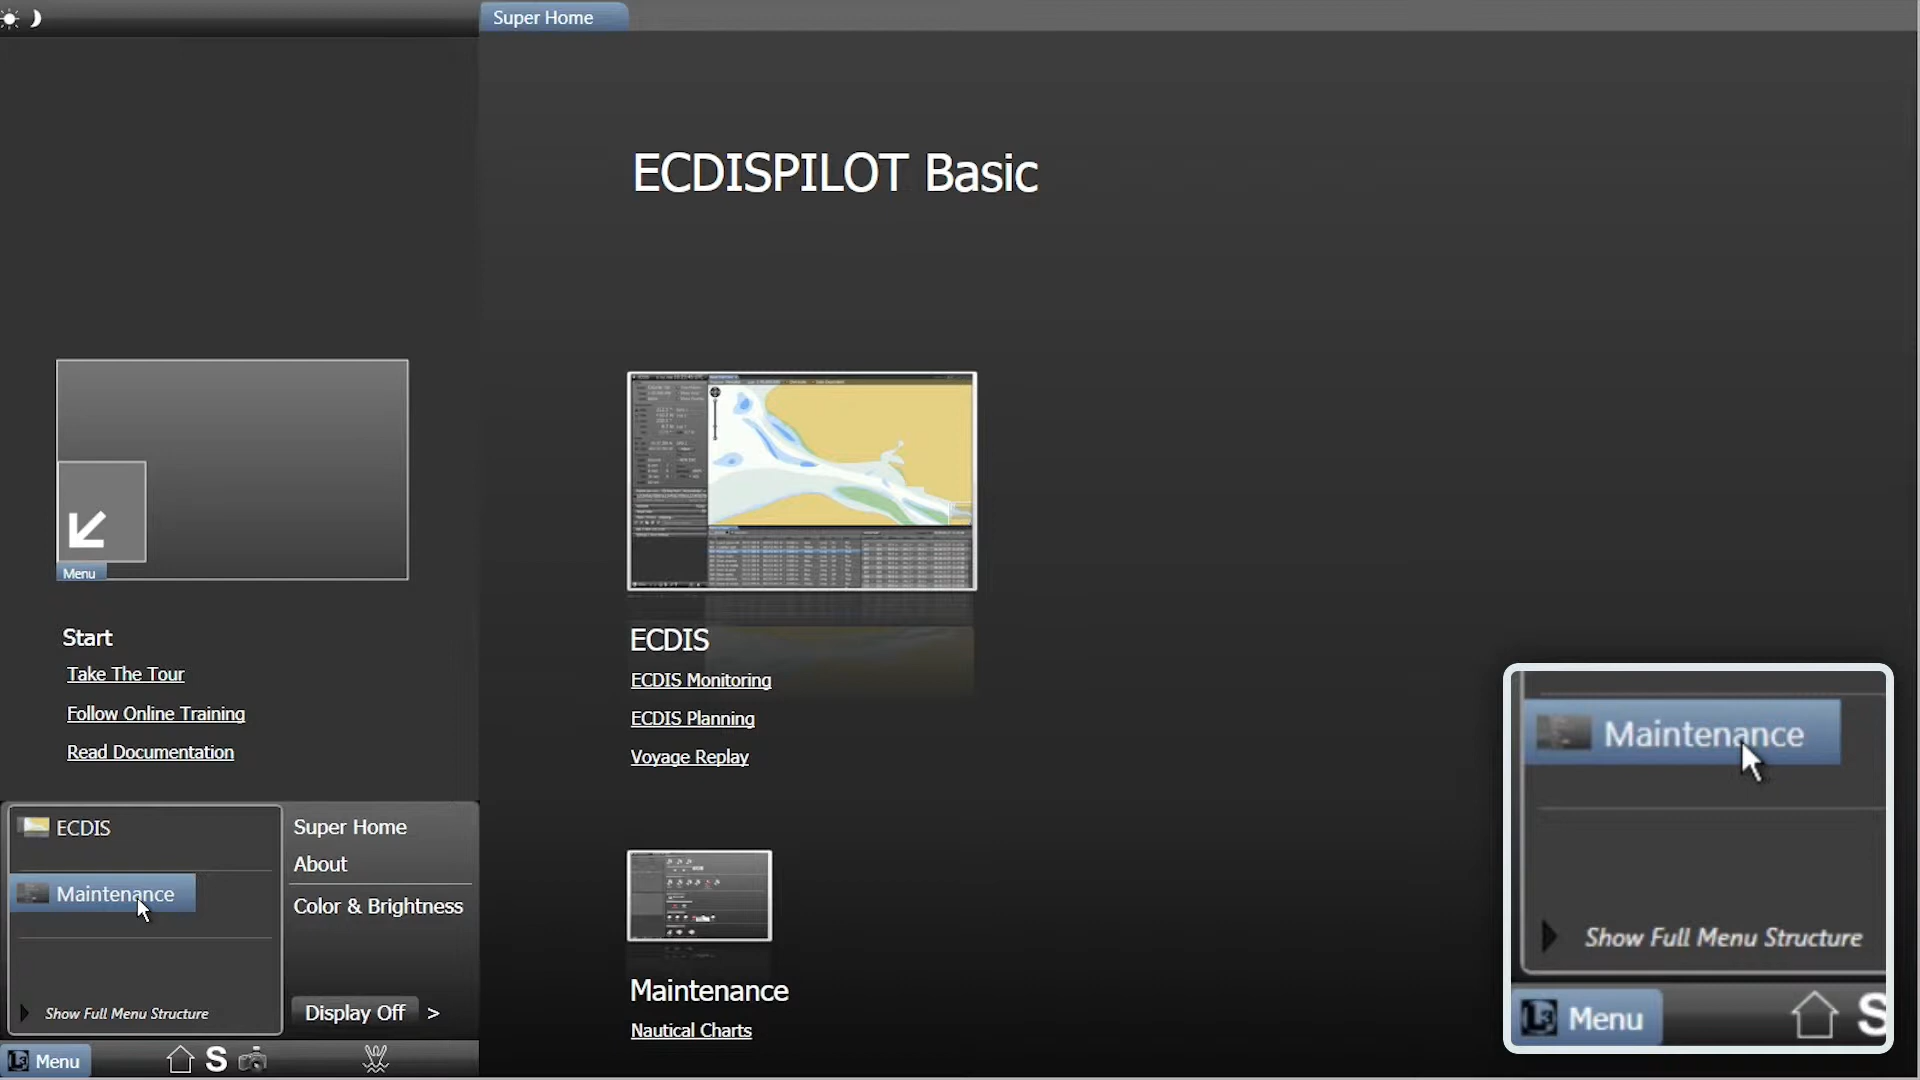 Super Home
ECDISPILOT Basic
Menu
Start
Take The Tour
Follow Online Training
Read Documentation
ECDIS
ECDIS Monitoring
ECDIS Planning
Voyage Replay
Maintenance
Nautical Charts
ECDIS
Maintenance
Show Full Menu Structure
Super Home
About
Color & Brightness
Display Off >
L3 Menu
S
Maintenance
Show Full Menu Structure
L3 Menu
S